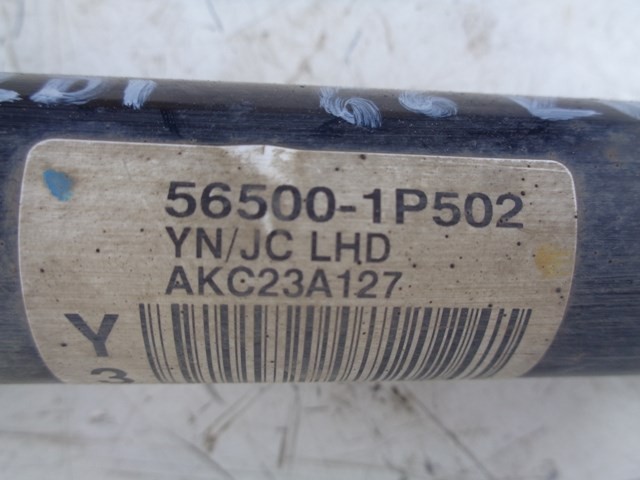 56500-1P502
YN/JC LHD
AKC23A127
Y
3